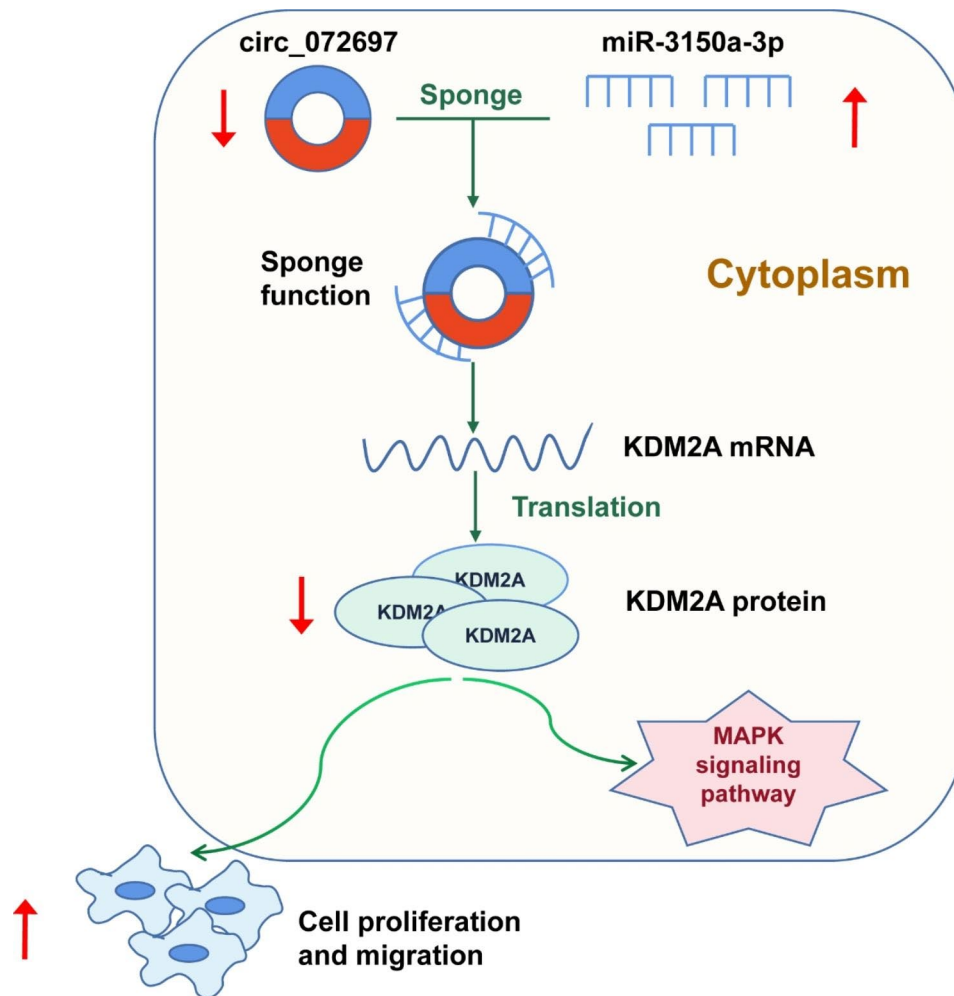 circ_072697
miR-3150a-3p
Sponge
Sponge
function
Cytoplasm
KDM2A mRNA
Translation
KDM2A
KDM2A
KDM2A
KDM2A protein
MAPK
signaling
pathway
Cell proliferation
and migration